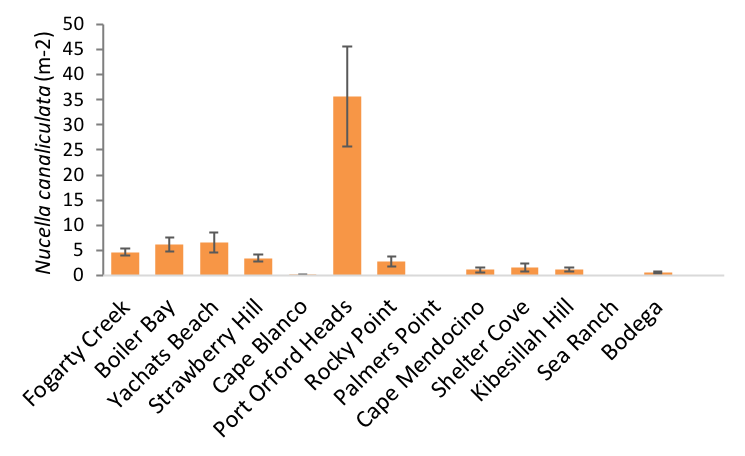 Nucella canaliculata (m-2)
50
45
40
35
30
25
20
15
10
5
0
Fogarty Creek
Boiler Bay
Yachats Beach
Strawberry Hill
Cape Blanco
Port Orford Heads
Rocky Point
Palmers Point
Cape Mendocino
Shelter Cove
Kibesillah Hill
Sea Ranch
Bodega